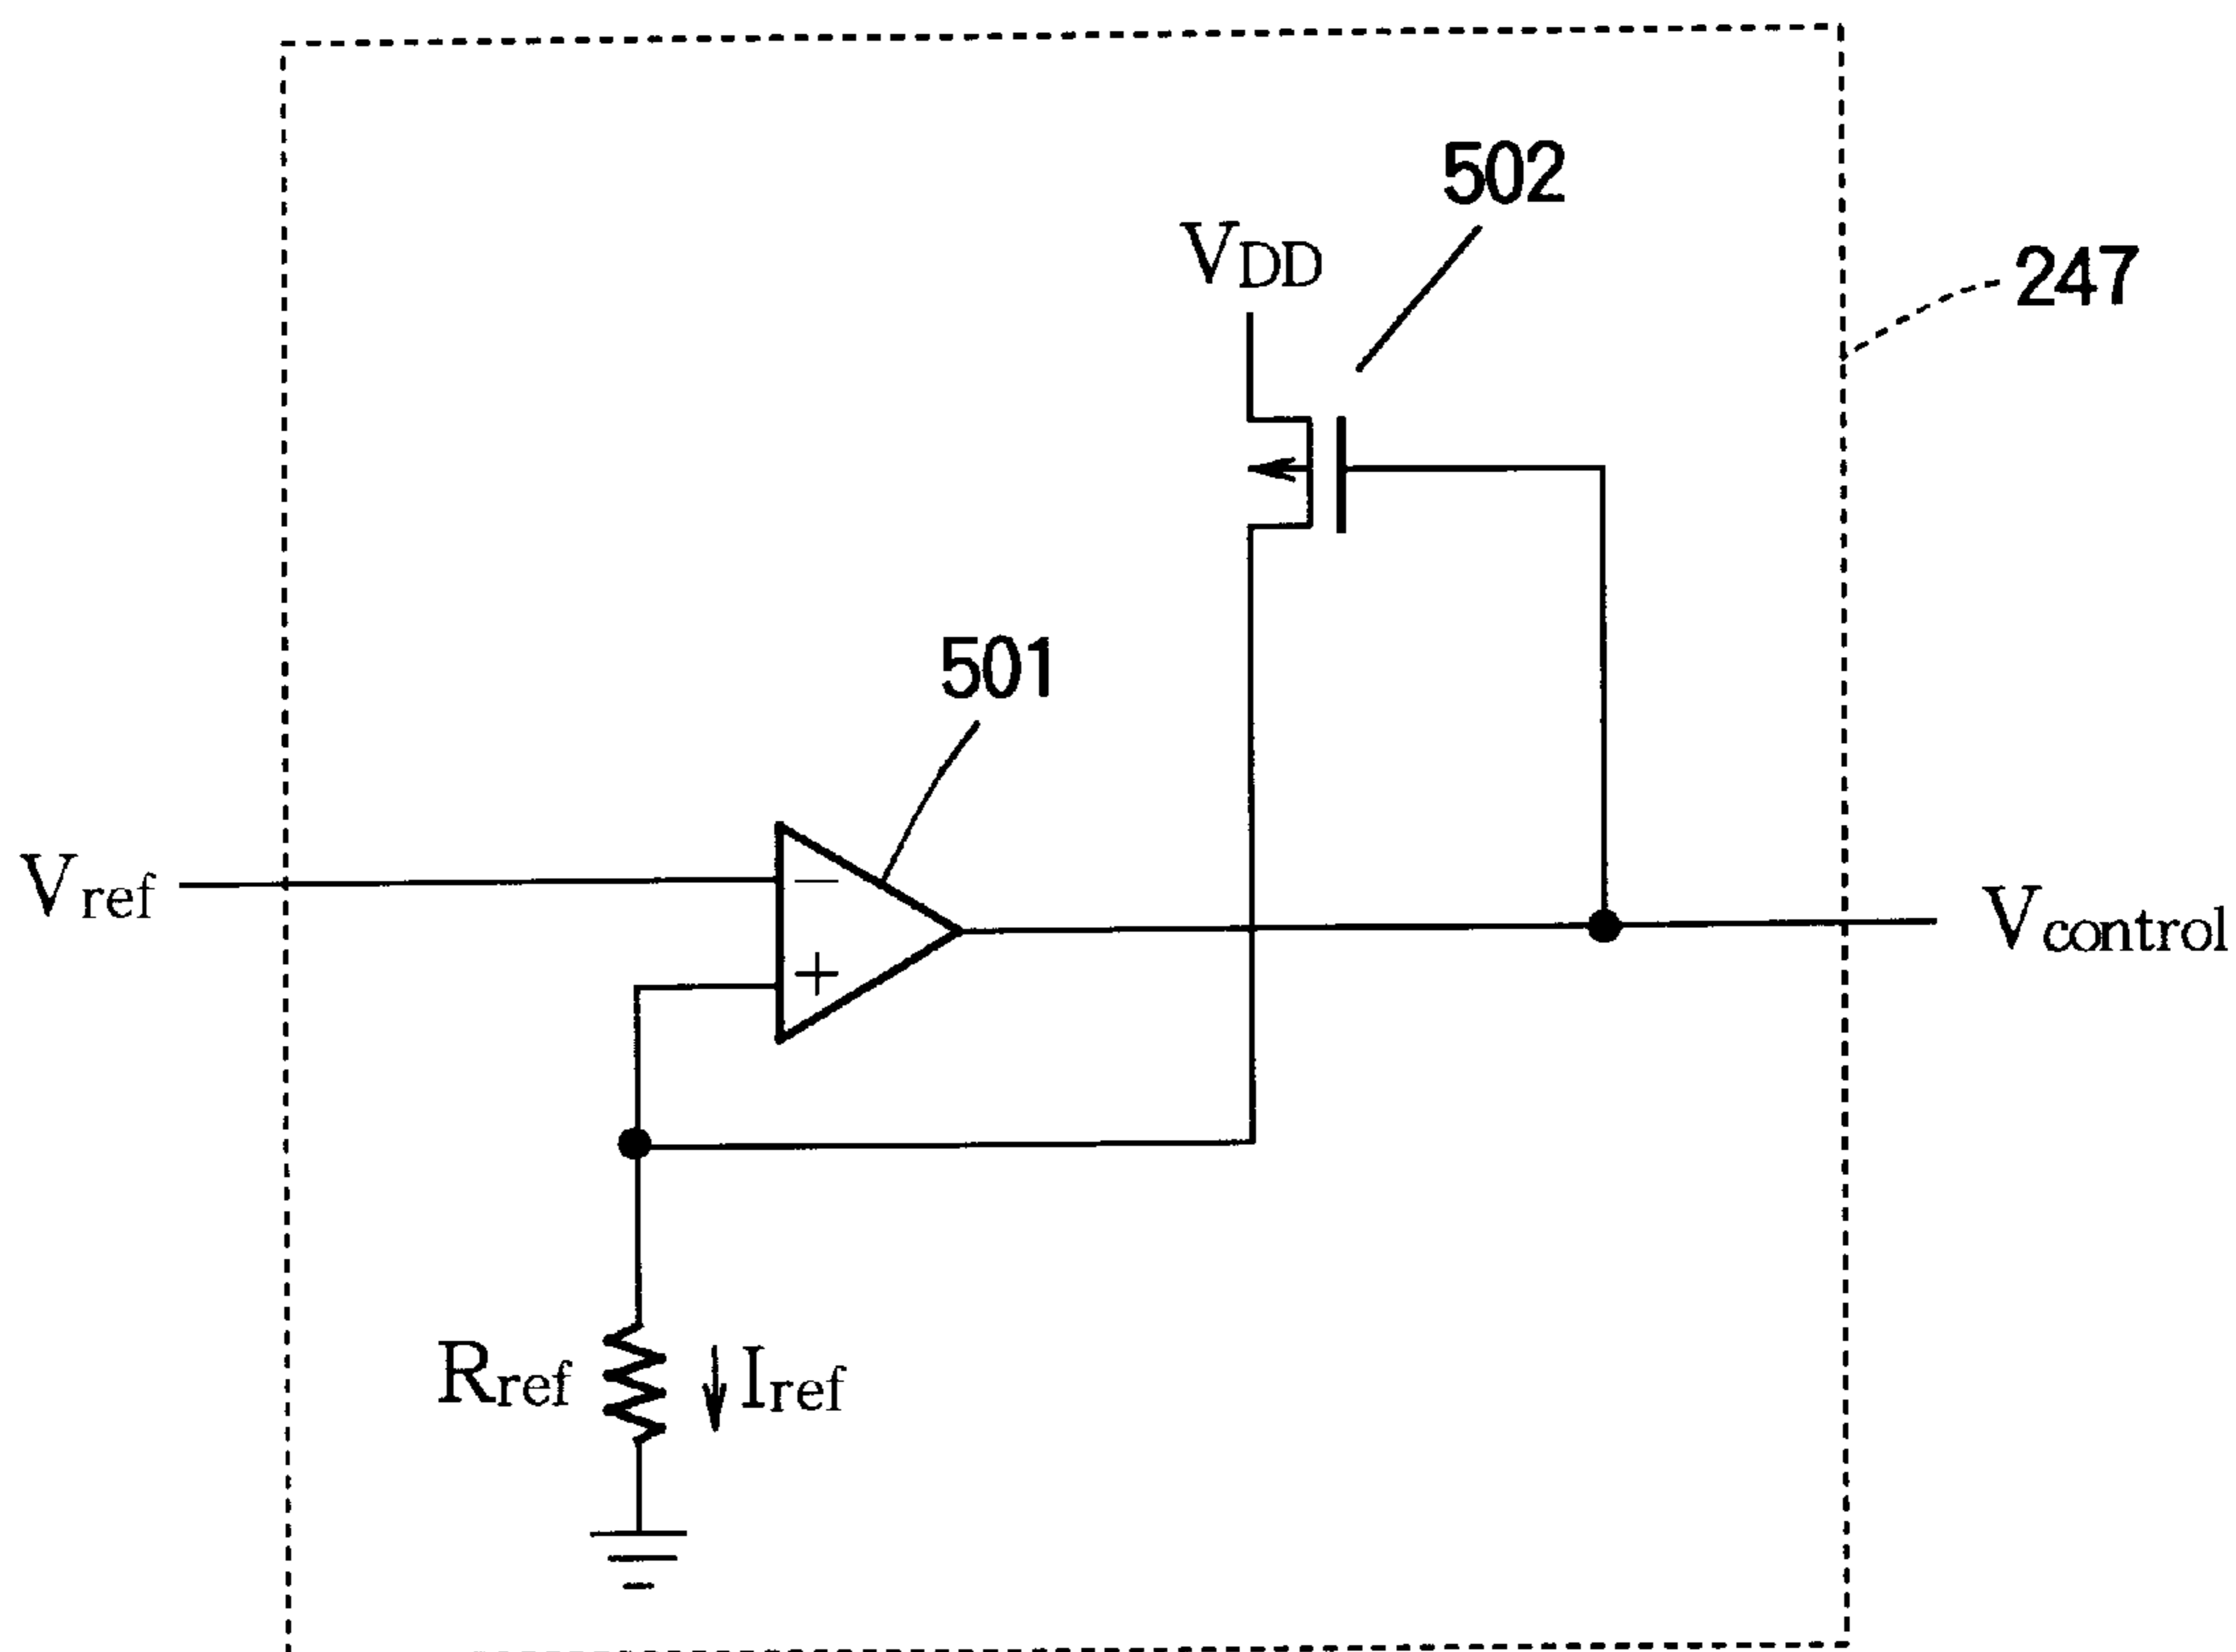 502
VDD
247
501
Vref
−
Vcontrol
+
Rref
Iref